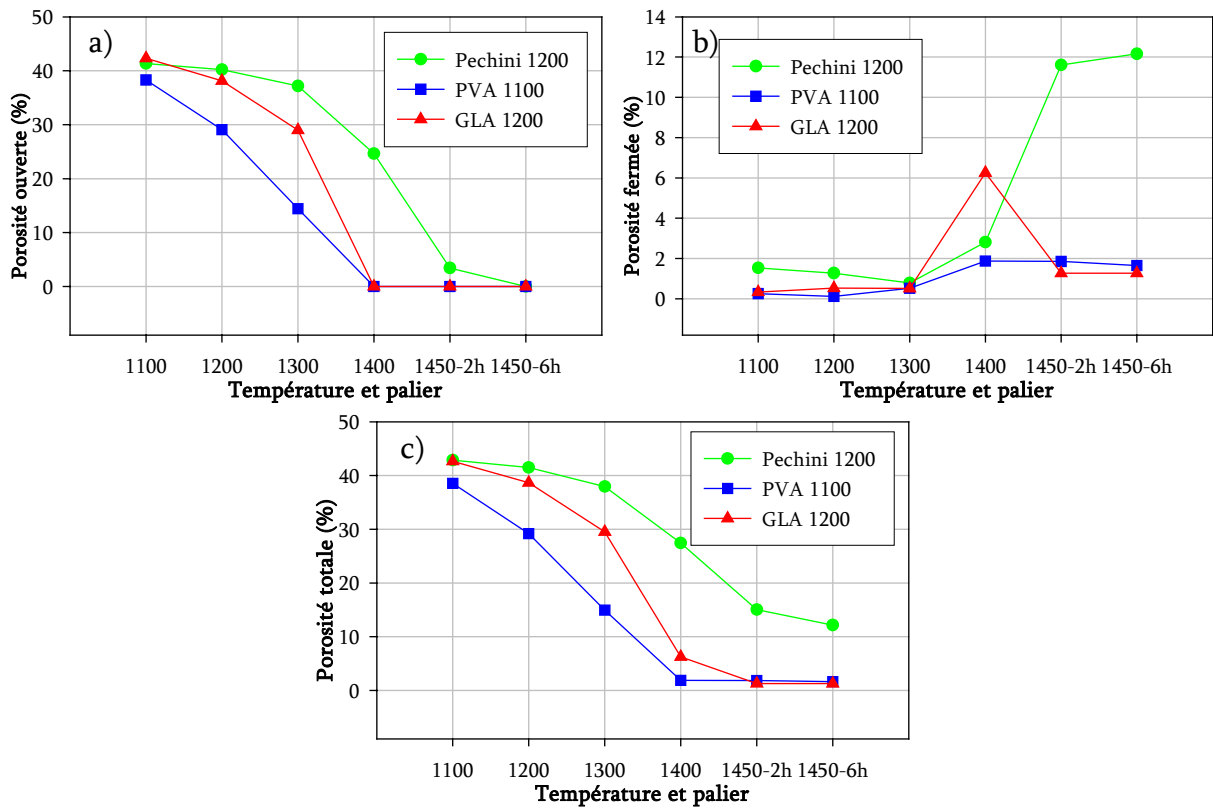 a)
50
40
30
20
10
0
Porosité ouverte (%)
Pechini 1200
PVA 1100
GLA 1200
1100 1200 1300 1400 1450-2h 1450-6h
Température et palier
b)
14
12
10
8
6
4
2
0
Porosité fermée (%)
Pechini 1200
PVA 1100
GLA 1200
1100 1200 1300 1400 1450-2h 1450-6h
Température et palier
c)
50
40
30
20
10
0
Porosité totale (%)
Pechini 1200
PVA 1100
GLA 1200
1100 1200 1300 1400 1450-2h 1450-6h
Température et palier